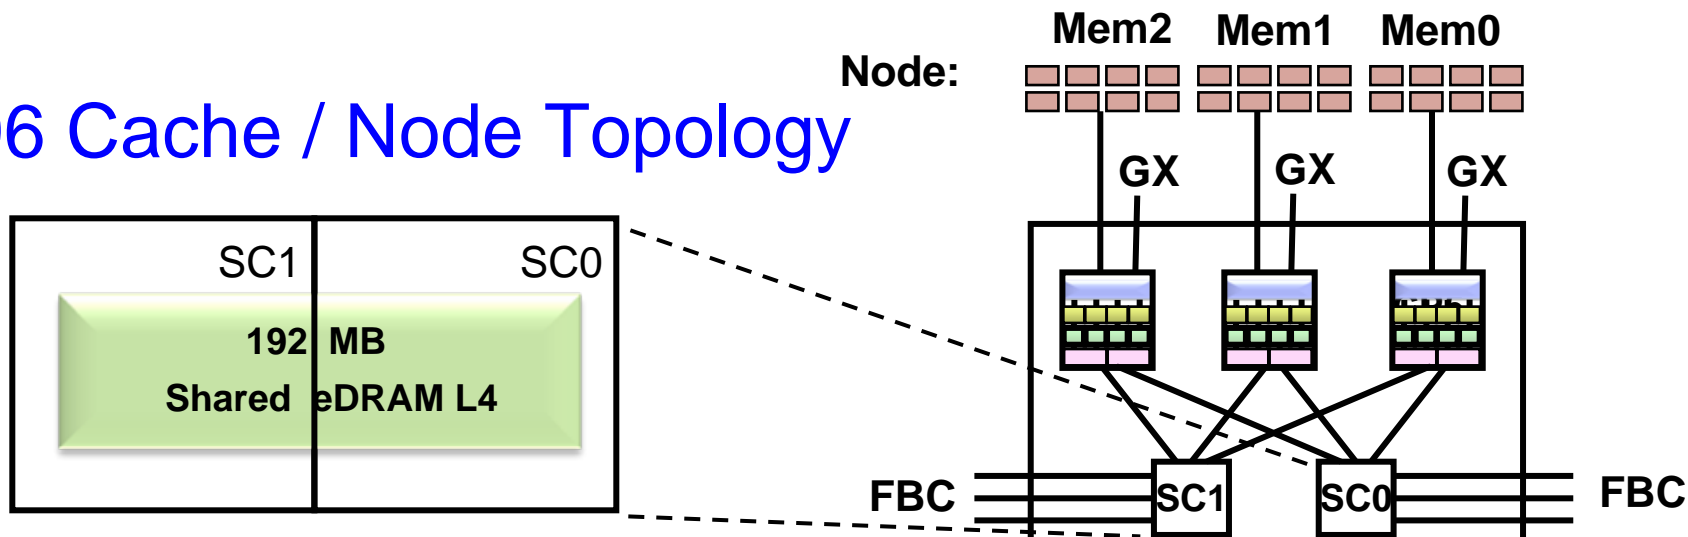 Mem2 Mem1 Mem0
Node:
6 Cache / Node Topology
GX GX GX
SC1 SC0
192 MB
Shared eDRAM L4
FBC SC1 SC0 FBC